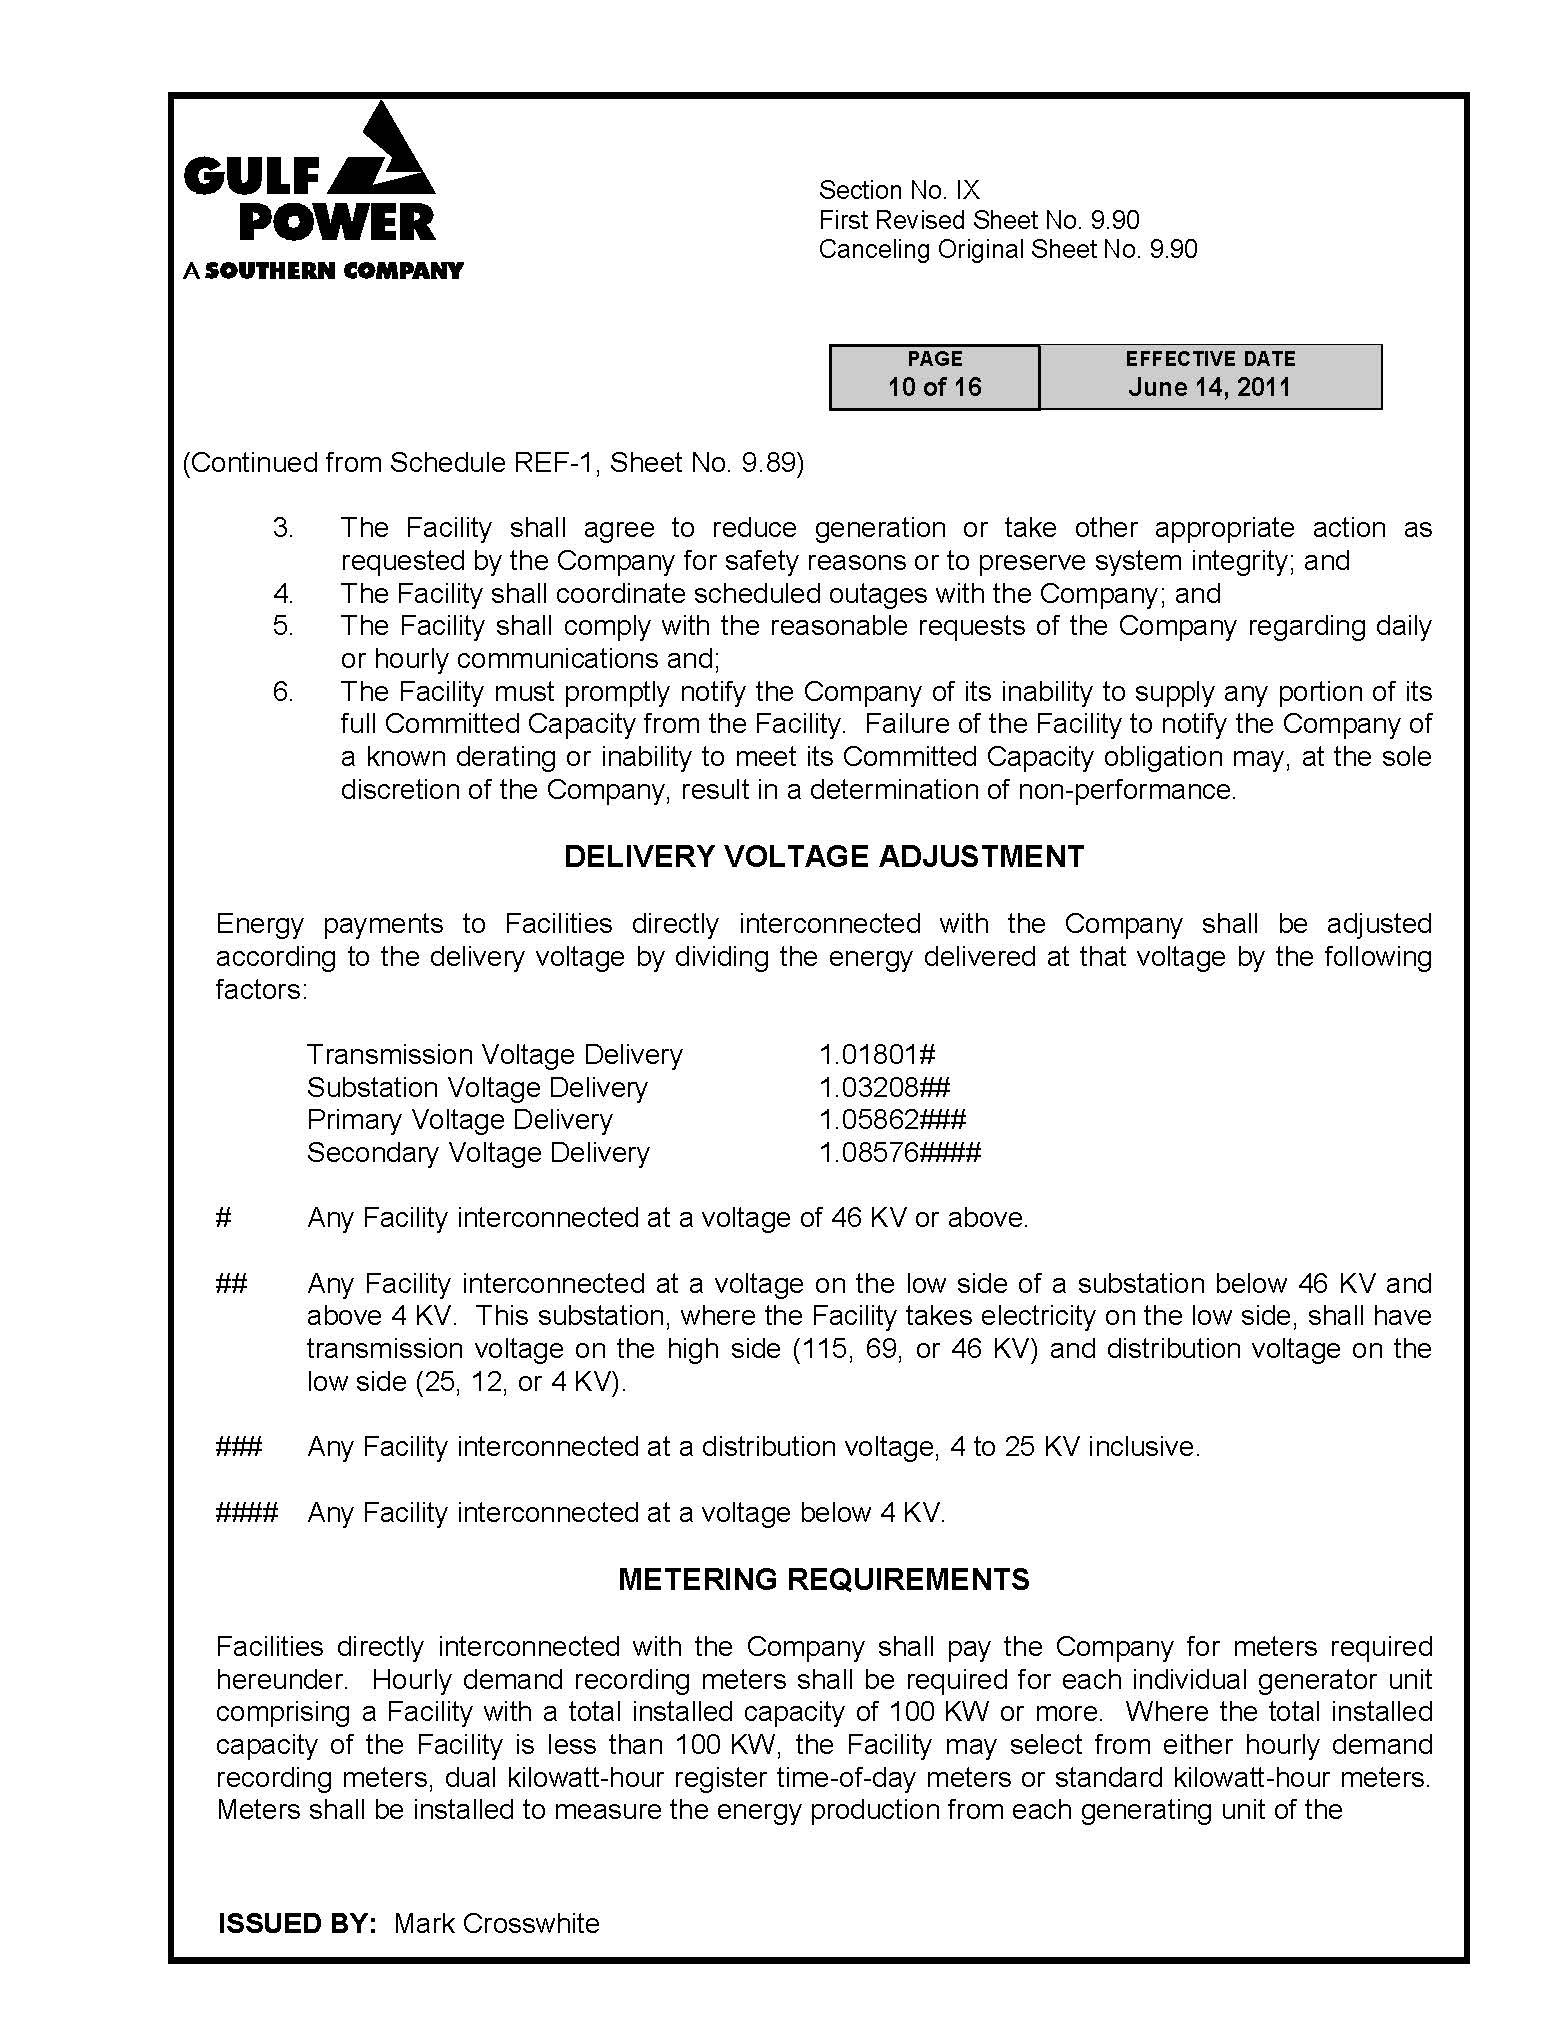 GULF
POWER
A SOUTHERN COMPANY
Section No. IX
First Revised Sheet No. 9.90
Canceling Original Sheet No. 9.90
PAGE EFFECTIVE DATE
10 of 16 June 14, 2011
(Continued from Schedule REF-1, Sheet No. 9.89)
3. The Facility shall agree to reduce generation or take other appropriate action as
requested by the Company for safety reasons or to preserve system integrity; and
4. The Facility shall coordinate scheduled outages with the Company; and
5. The Facility shall comply with the reasonable requests of the Company regarding daily
or hourly communications and;
6. The Facility must promptly notify the Company of its inability to supply any portion of its
full Committed Capacity from the Facility. Failure of the Facility to notify the Company of
a known derating or inability to meet its Committed Capacity obligation may, at the sole
discretion of the Company, result in a determination of non-performance.
DELIVERY VOLTAGE ADJUSTMENT
Energy payments to Facilities directly interconnected with the Company shall be adjusted
according to the delivery voltage by dividing the energy delivered at that voltage by the following
factors:
Transmission Voltage Delivery 1.01801#
Substation Voltage Delivery 1.03208##
Primary Voltage Delivery 1.05862###
Secondary Voltage Delivery 1.08576####
# Any Facility interconnected at a voltage of 46 KV or above.
## Any Facility interconnected at a voltage on the low side of a substation below 46 KV and
above 4 KV. This substation, where the Facility takes electricity on the low side, shall have
transmission voltage on the high side (115, 69, or 46 KV) and distribution voltage on the
low side (25, 12, or 4 KV).
### Any Facility interconnected at a distribution voltage, 4 to 25 KV inclusive.
#### Any Facility interconnected at a voltage below 4 KV.
METERING REQUIREMENTS
Facilities directly interconnected with the Company shall pay the Company for meters required
hereunder. Hourly demand recording meters shall be required for each individual generator unit
comprising a Facility with a total installed capacity of 100 KW or more. Where the total installed
capacity of the Facility is less than 100 KW, the Facility may select from either hourly demand
recording meters, dual kilowatt-hour register time-of-day meters or standard kilowatt-hour meters.
Meters shall be installed to measure the energy production from each generating unit of the
ISSUED BY: Mark Crosswhite